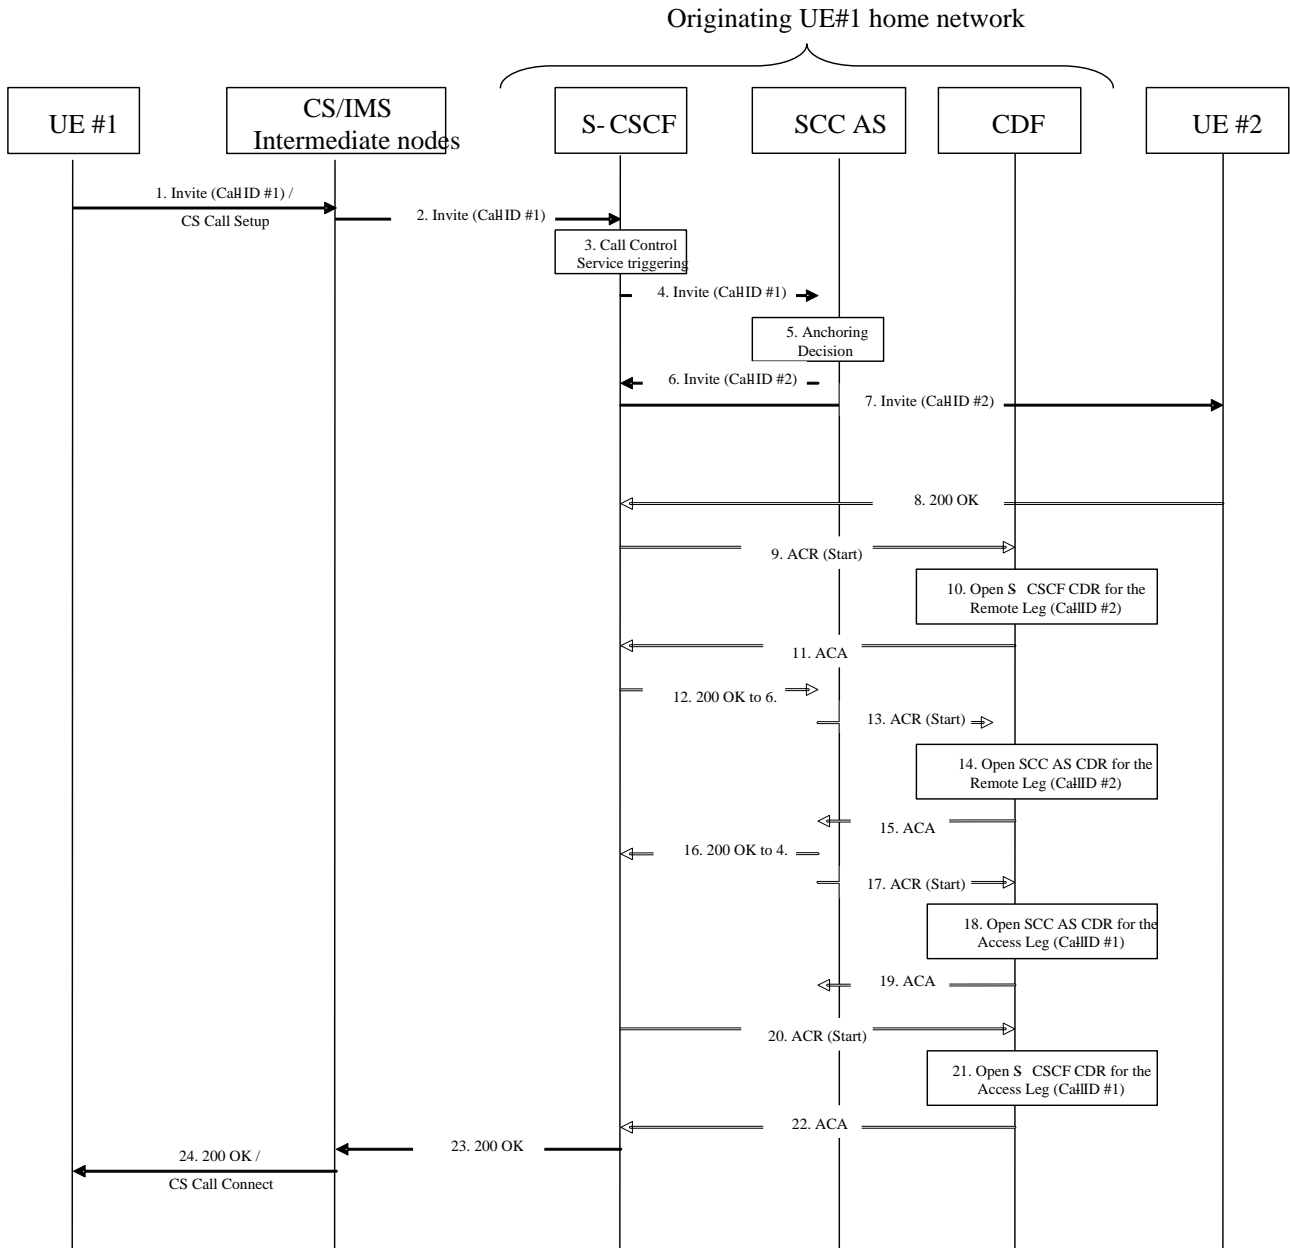 Originating UE#1 home network
UE #1
CS/IMS
Intermediate nodes
S-CSCF
SCC AS
CDF
UE #2
1. Invite (Call-ID #1) /
CS Call Setup
2. Invite (Call-ID #1)
3. Call Control
Service triggering
4. Invite (Call-ID #1)
5. Anchoring
Decision
6. Invite (Call-ID #2)
7. Invite (Call-ID #2)
8. 200 OK
9. ACR (Start)
10. Open S-CSCF CDR for the
Remote Leg (Call-ID #2)
11. ACA
12. 200 OK to 6.
13. ACR (Start)
14. Open SCC AS CDR for the
Remote Leg (Call-ID #2)
15. ACA
16. 200 OK to 4.
17. ACR (Start)
18. Open SCC AS CDR for the
Access Leg (Call-ID #1)
19. ACA
20. ACR (Start)
21. Open S-CSCF CDR for the
Access Leg (Call-ID #1)
22. ACA
23. 200 OK
24. 200 OK /
CS Call Connect